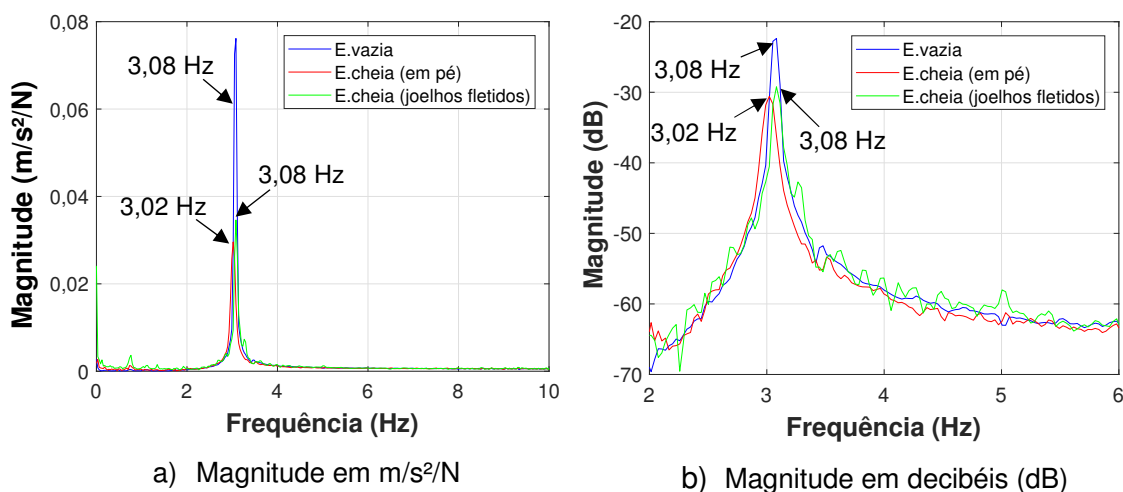 0,08
0,06
0,04
0,02
0
Magnitude (m/s²/N)
E.vazia
E.cheia (em pé)
E.cheia (joelhos fletidos)
3,08 Hz
3,08 Hz
3,02 Hz
0 2 4 6 8 10
Frequência (Hz)
a) Magnitude em m/s²/N
-20
-30
-40
-50
-60
-70
Magnitude (dB)
E.vazia
E.cheia (em pé)
E.cheia (joelhos fletidos)
3,08 Hz
3,02 Hz
3,08 Hz
2 3 4 5 6
Frequência (Hz)
b) Magnitude em decibéis (dB)